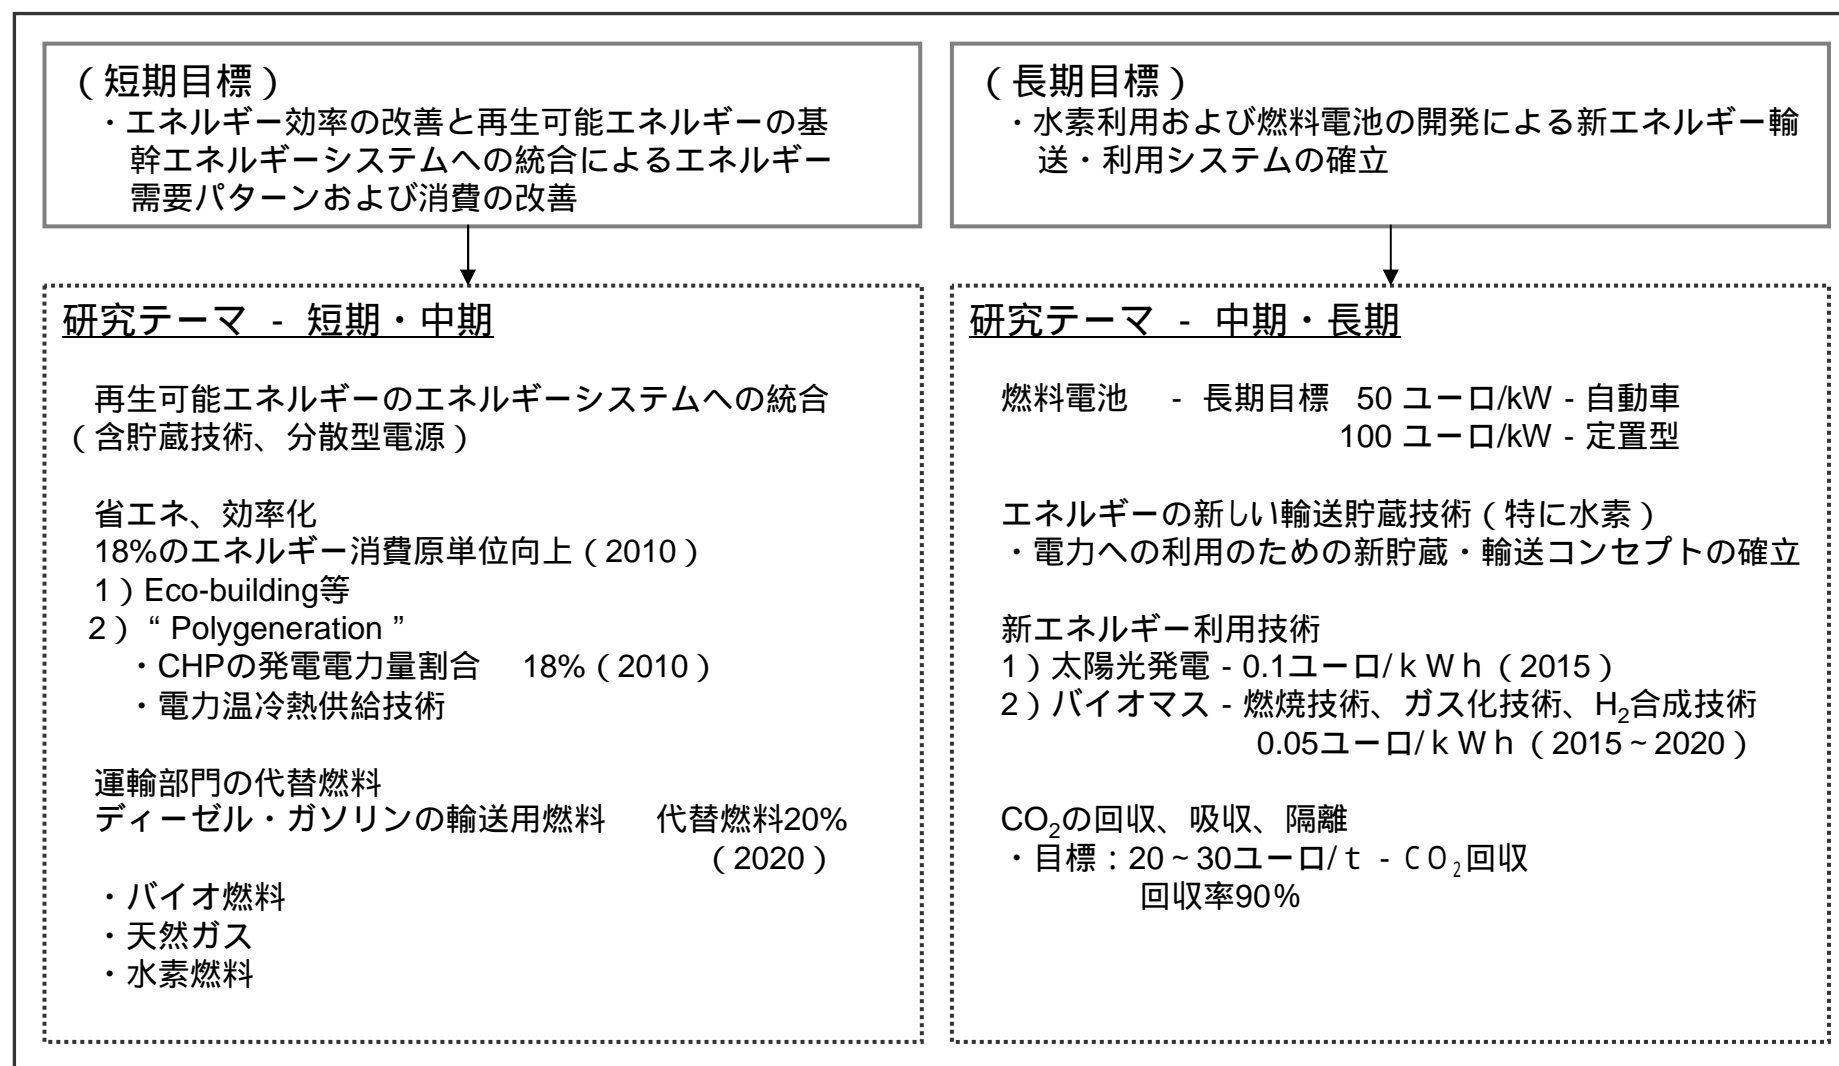 （短期目標）
・エネルギー効率の改善と再生可能エネルギーの基
幹エネルギーシステムへの統合によるエネルギー
需要パターンおよび消費の改善
研究テーマ - 短期・中期
再生可能エネルギーのエネルギーシステムへの統合
（含貯蔵技術、分散型電源）
省エネ、効率化
18%のエネルギー消費原単位向上（2010）
１）Eco-building等
２）“Polygeneration”
・CHPの発電電力量割合　18%（2010）
・電力温冷熱供給技術
運輸部門の代替燃料
ディーゼル・ガソリンの輸送用燃料　代替燃料20%
（2020）
・バイオ燃料
・天然ガス
・水素燃料
（長期目標）
・水素利用および燃料電池の開発による新エネルギー輸
送・利用システムの確立
研究テーマ - 中期・長期
燃料電池　- 長期目標　50 ユーロ/kW - 自動車
100 ユーロ/kW - 定置型
エネルギーの新しい輸送貯蔵技術（特に水素）
・電力への利用のための新貯蔵・輸送コンセプトの確立
新エネルギー利用技術
１）太陽光発電 - 0.1ユーロ/ｋＷｈ（2015）
２）バイオマス - 燃焼技術、ガス化技術、H₂合成技術
0.05ユーロ/ｋＷｈ（2015～2020）
CO₂の回収、吸収、隔離
・目標：20～30ユーロ/ｔ - ＣＯ₂回収
回収率90%